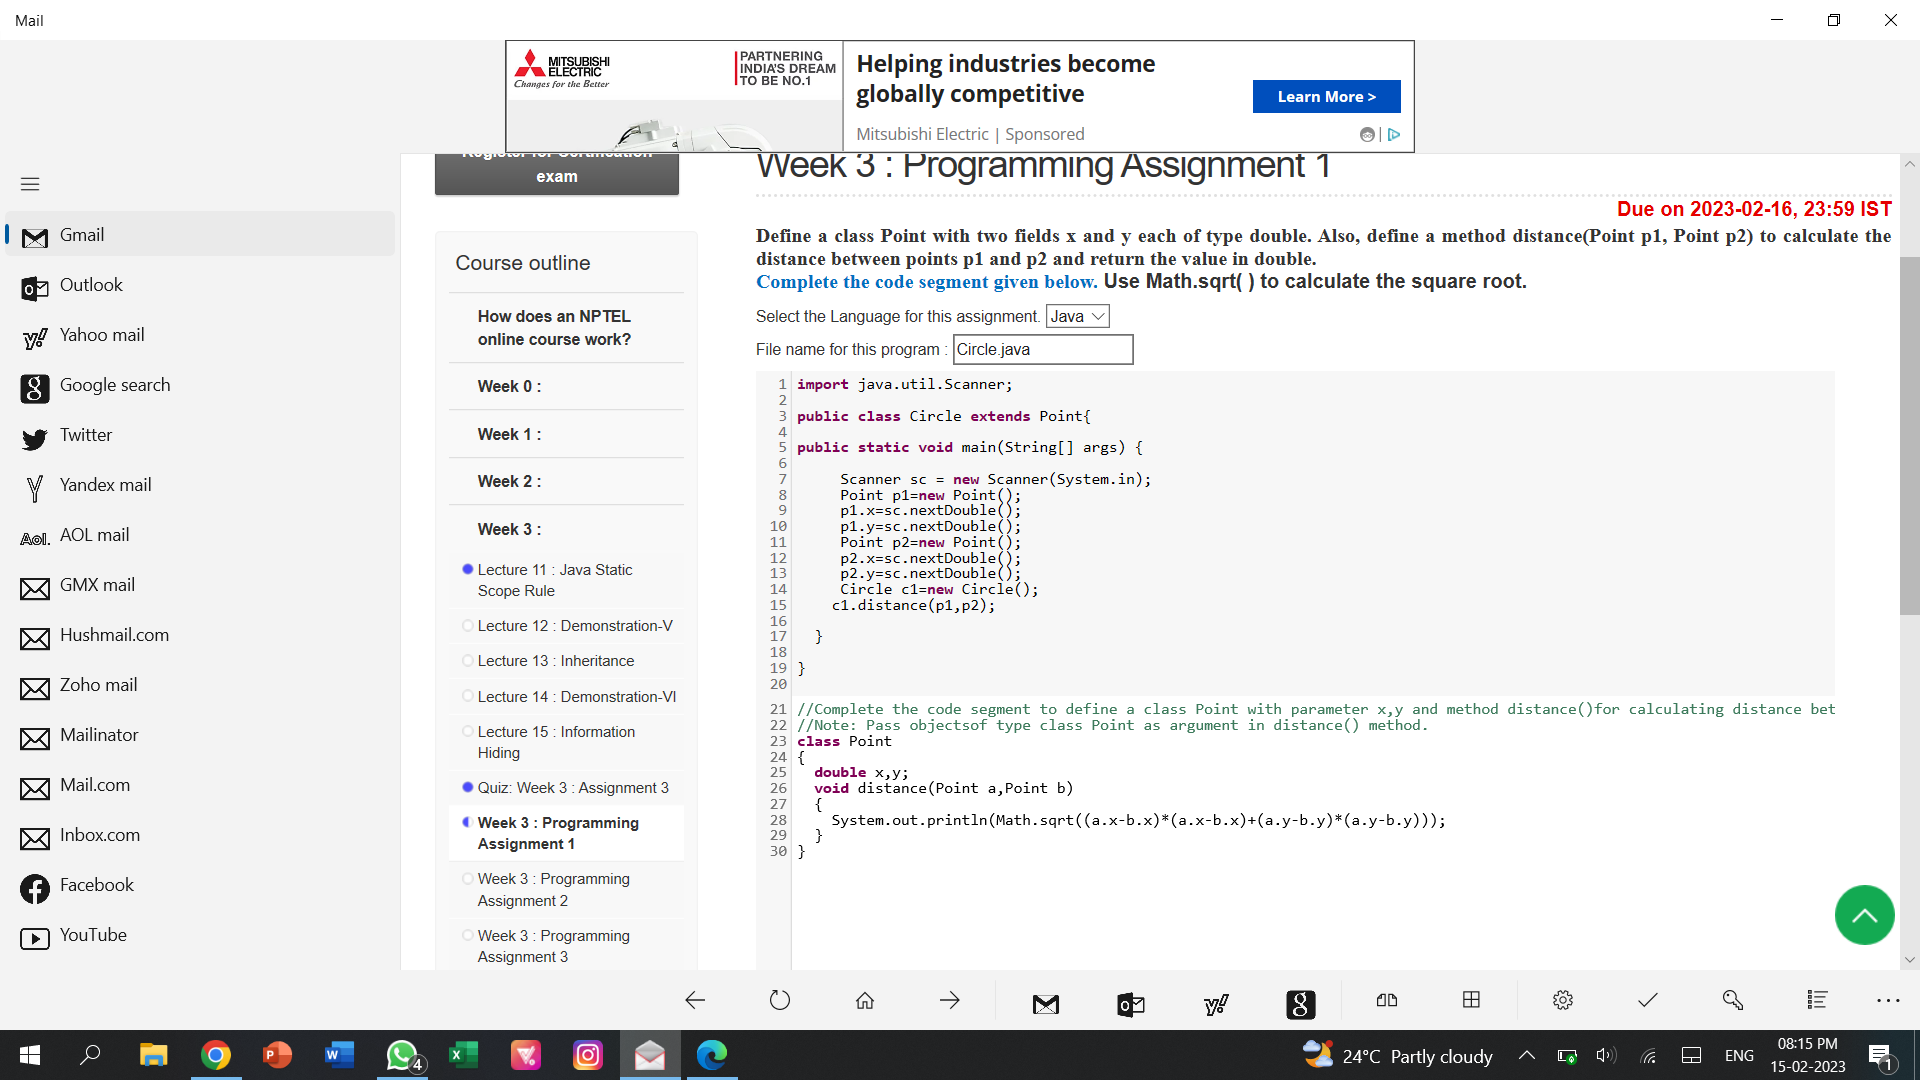 Mail
MITSUBISHI
ELECTRIC
Changes for the Better
PARTNERING
INDIA'S DREAM
TO BE NO.1
Helping industries become
globally competitive
Mitsubishi Electric | Sponsored
Learn More >
Gmail
Outlook
Yahoo mail
Google search
Twitter
Yandex mail
Aol.
AOL mail
GMX mail
Hushmail.com
Zoho mail
Mailinator
Mail.com
Inbox.com
Facebook
YouTube
Register for Certification
exam
Course outline
How does an NPTEL
online course work?
Week 0 :
Week 1 :
Week 2 :
Week 3 :
Lecture 11 : Java Static
Scope Rule
Lecture 12 : Demonstration-V
Lecture 13 : Inheritance
Lecture 14 : Demonstration-VI
Lecture 15 : Information
Hiding
Quiz: Week 3 : Assignment 3
Week 3 : Programming
Assignment 1
Week 3 : Programming
Assignment 2
Week 3 : Programming
Assignment 3
Week 3 : Programming Assignment 1
Due on 2023-02-16, 23:59 IST
Define a class Point with two fields x and y each of type double. Also, define a method distance(Point p1, Point p2) to calculate the
distance between points p1 and p2 and return the value in double.
Complete the code segment given below. Use Math.sqrt( ) to calculate the square root.
Select the Language for this assignment. Java
File name for this program : Circle.java
1 import java.util.Scanner;
2
3 public class Circle extends Point{
4
5 public static void main(String[] args) {
6
7 Scanner sc = new Scanner(System.in);
8 Point p1=new Point();
9 p1.x=sc.nextDouble();
10 p1.y=sc.nextDouble();
11 Point p2=new Point();
12 p2.x=sc.nextDouble();
13 p2.y=sc.nextDouble();
14 Circle c1=new Circle();
15 c1.distance(p1,p2);
16
17 }
18
19 }
20
21 //Complete the code segment to define a class Point with parameter x,y and method distance()for calculating distance bet
22 //Note: Pass objectsof type class Point as argument in distance() method.
23 class Point
24 {
25 double x,y;
26 void distance(Point a,Point b)
27 {
28 System.out.println(Math.sqrt((a.x-b.x)*(a.x-b.x)+(a.y-b.y)*(a.y-b.y)));
29 }
30 }
4
24°C Partly cloudy
ENG
08:15 PM
15-02-2023
1